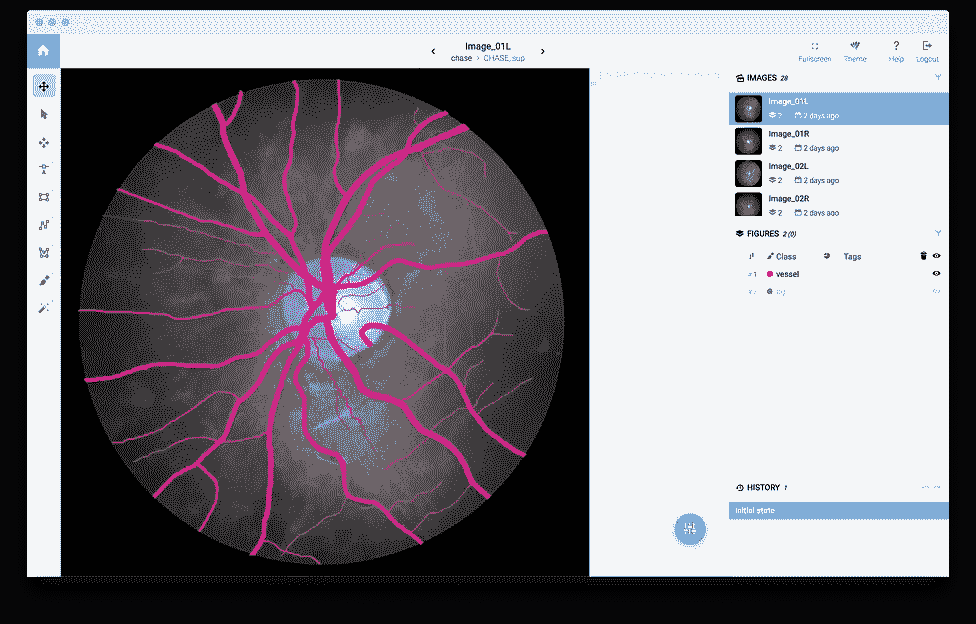 Image_01L
chase > CHASE_sup
Fullscreen
Theme
Help
Logout
IMAGES 28
Image_01L
2 2 days ago
Image_01R
2 2 days ago
Image_02L
2 2 days ago
Image_02R
2 2 days ago
FIGURES 2 (0)
Class Tags
#1 vessel
HISTORY 1
Initial state